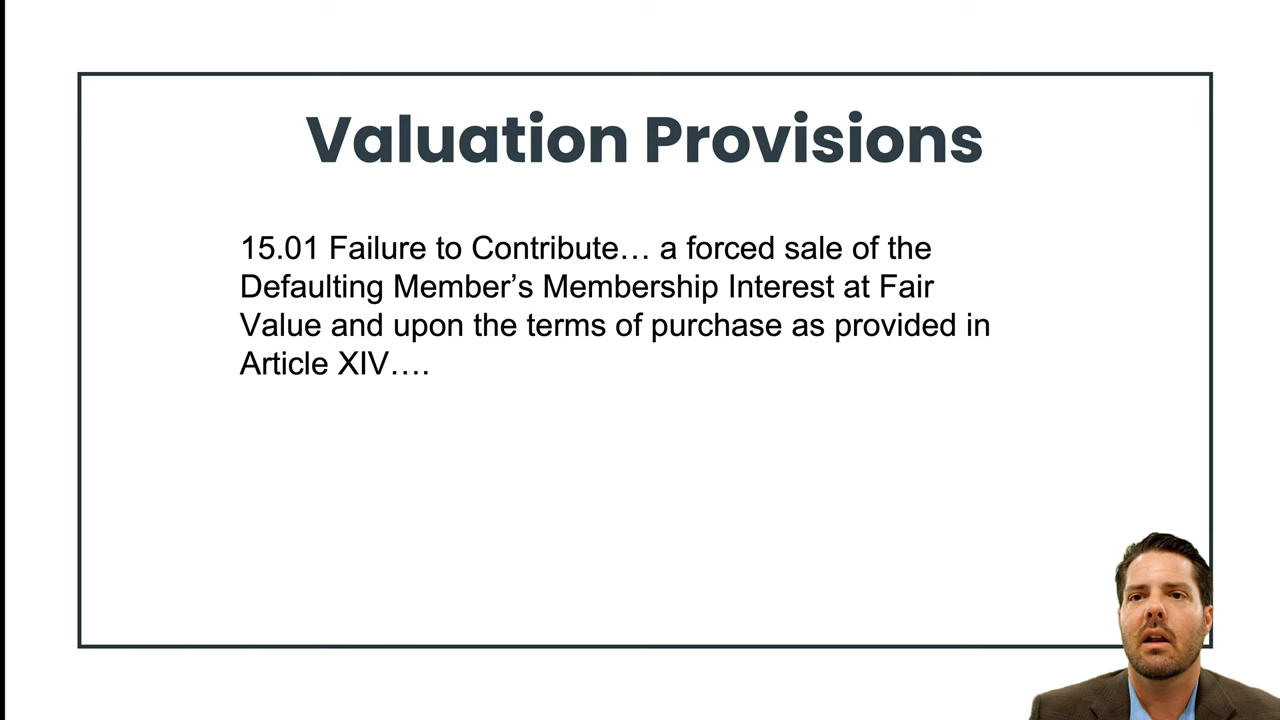 Valuation Provisions
15.01 Failure to Contribute… a forced sale of the
Defaulting Member’s Membership Interest at Fair
Value and upon the terms of purchase as provided in
Article XIV….